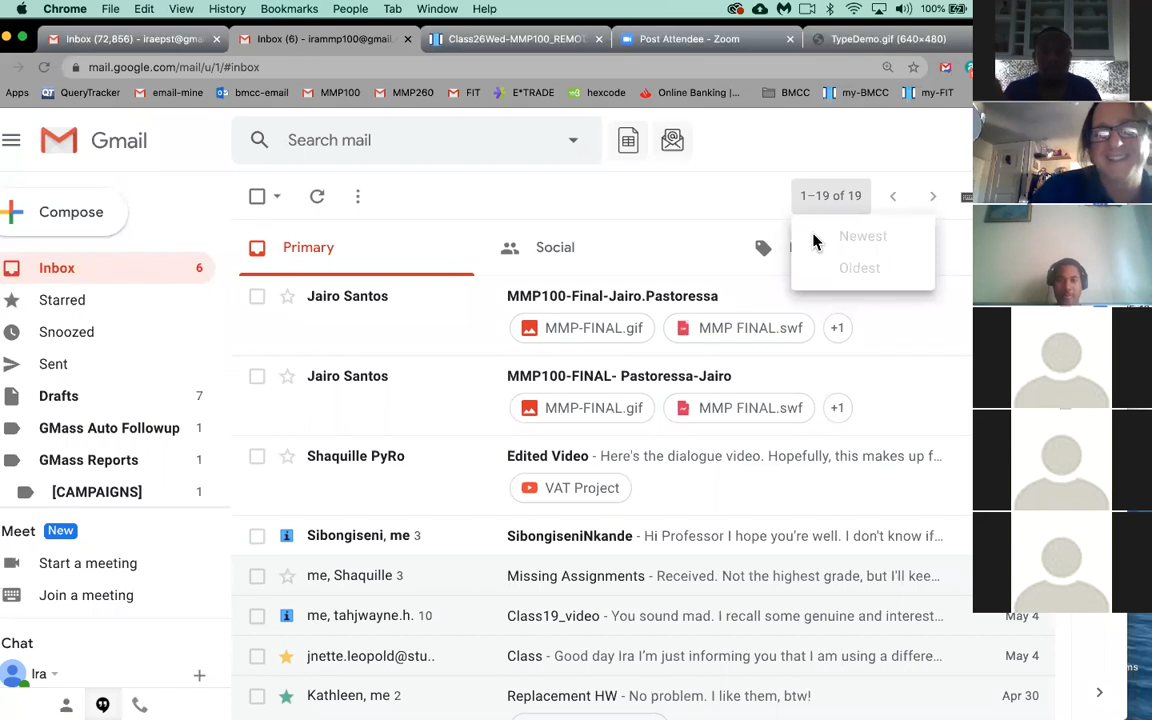 Chrome File Edit View History Bookmarks People Tab Window Help 100%
Inbox (72,856) - iraepst@gmail. Inbox (6) - irammp100@gmail. Class26Wed-MMP100_REMOT Post Attendee - Zoom TypeDemo.gif (640×480)
mail.google.com/mail/u/1/#inbox
Apps QueryTracker email-mine bmcc-email MMP100 MMP260 FIT E*TRADE hexcode Online Banking |... BMCC my-BMCC my-FIT
Gmail Search mail
Compose 1–19 of 19
Newest
Oldest
Primary Social
Inbox 6
Starred
Snoozed
Sent
Drafts 7
GMass Auto Followup 1
GMass Reports 1
[CAMPAIGNS] 1
Meet New
Start a meeting
Join a meeting
Chat
Ira
Jairo Santos MMP100-Final-Jairo.Pastoressa
MMP-FINAL.gif MMP FINAL.swf +1
Jairo Santos MMP100-FINAL- Pastoressa-Jairo
MMP-FINAL.gif MMP FINAL.swf +1
Shaquille PyRo Edited Video - Here's the dialogue video. Hopefully, this makes up f...
VAT Project
Sibongiseni, me 3 SibongiseniNkande - Hi Professor I hope you're well. I don't know if...
me, Shaquille 3 Missing Assignments - Received. Not the highest grade, but I'll kee...
me, tahjwayne.h. 10 Class19_video - You sound mad. I recall some genuine and interest... May 4
jnette.leopold@stu.. Class - Good day Ira I'm just informing you that I am using a differe... May 4
Kathleen, me 2 Replacement HW - No problem. I like them, btw! Apr 30